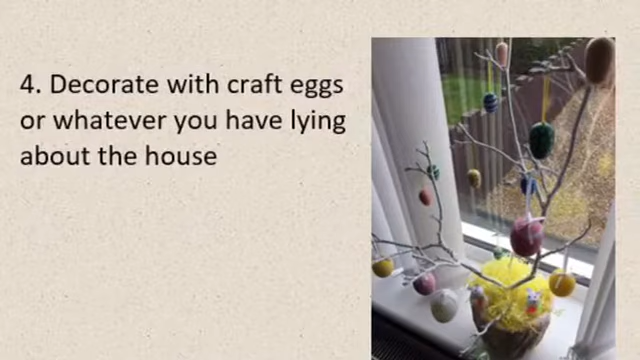 4. Decorate with craft eggs
or whatever you have lying
about the house